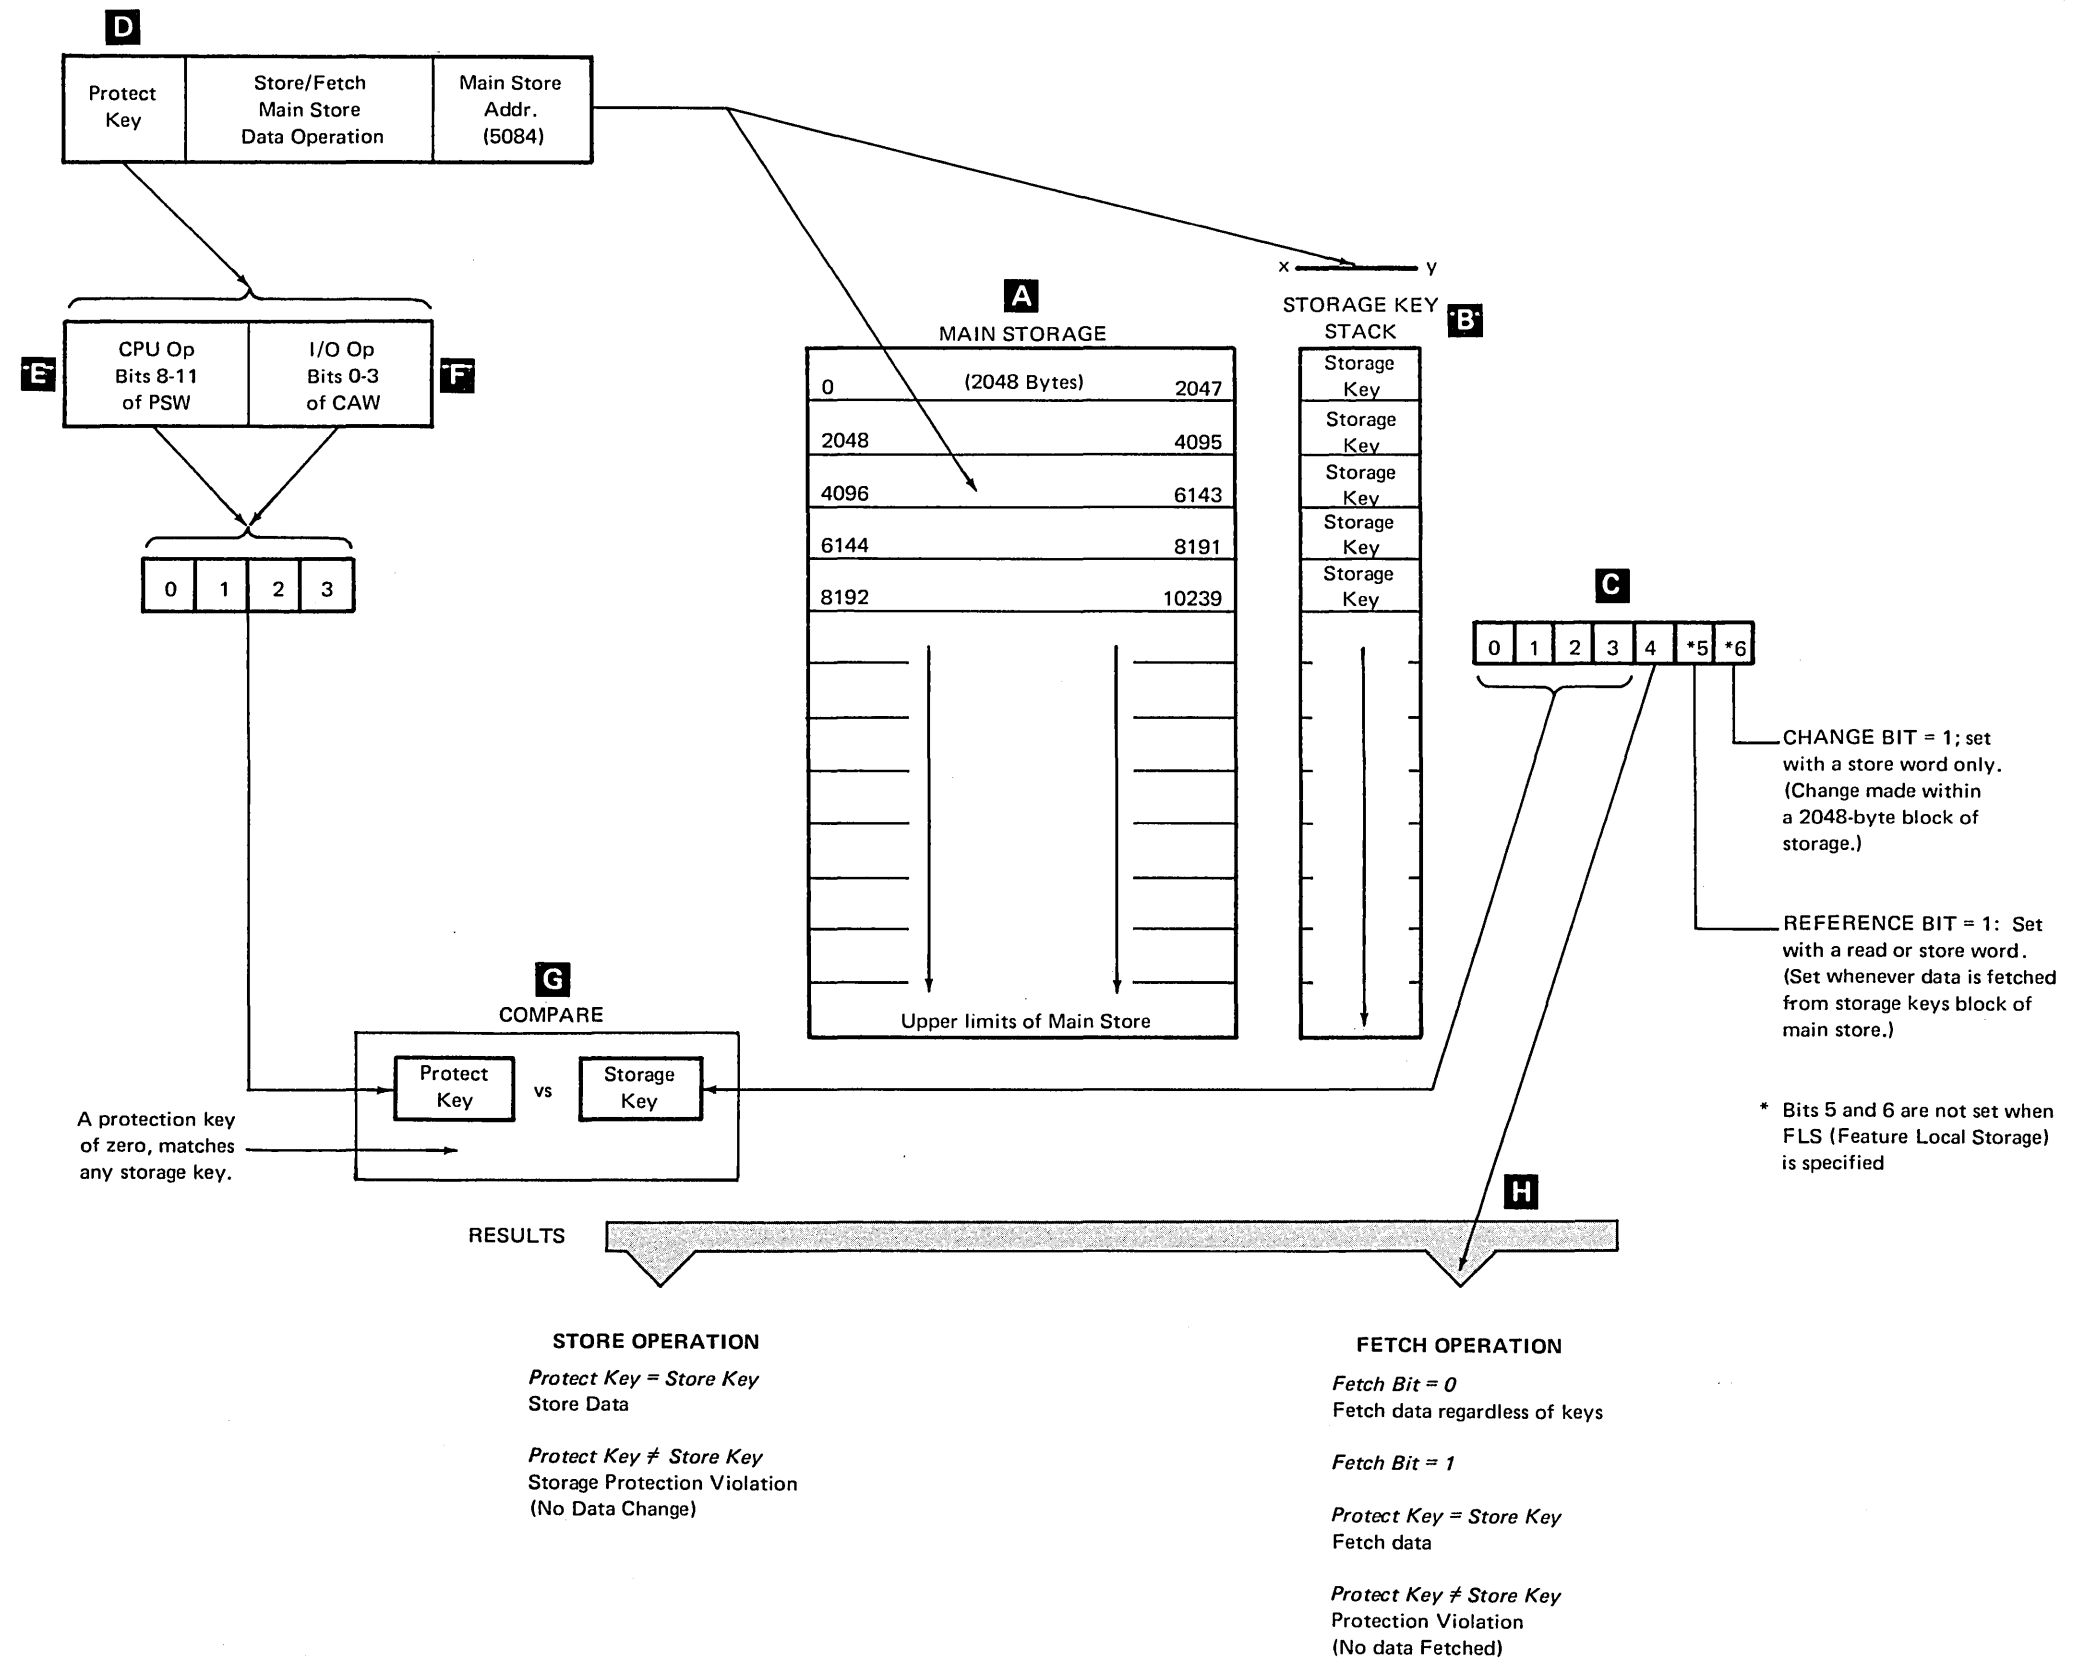 D
Protect
Key
Store/Fetch
Main Store
Data Operation
Main Store
Addr.
(5084)
E
CPU Op
Bits 8-11
of PSW
I/O Op
Bits 0-3
of CAW
F
0 1 2 3
A
MAIN STORAGE
0 (2048 Bytes) 2047
2048 4095
4096 6143
6144 8191
8192 10239
Upper limits of Main Store
x y
STORAGE KEY
STACK
B
Storage
Key
Storage
Key
Storage
Key
Storage
Key
Storage
Key
C
0 1 2 3 4 *5 *6
CHANGE BIT = 1; set
with a store word only.
(Change made within
a 2048-byte block of
storage.)
REFERENCE BIT = 1: Set
with a read or store word.
(Set whenever data is fetched
from storage keys block of
main store.)
* Bits 5 and 6 are not set when
FLS (Feature Local Storage)
is specified
G
COMPARE
Protect
Key
vs
Storage
Key
A protection key
of zero, matches
any storage key.
H
RESULTS
STORE OPERATION
Protect Key = Store Key
Store Data
Protect Key ≠ Store Key
Storage Protection Violation
(No Data Change)
FETCH OPERATION
Fetch Bit = 0
Fetch data regardless of keys
Fetch Bit = 1
Protect Key = Store Key
Fetch data
Protect Key ≠ Store Key
Protection Violation
(No data Fetched)